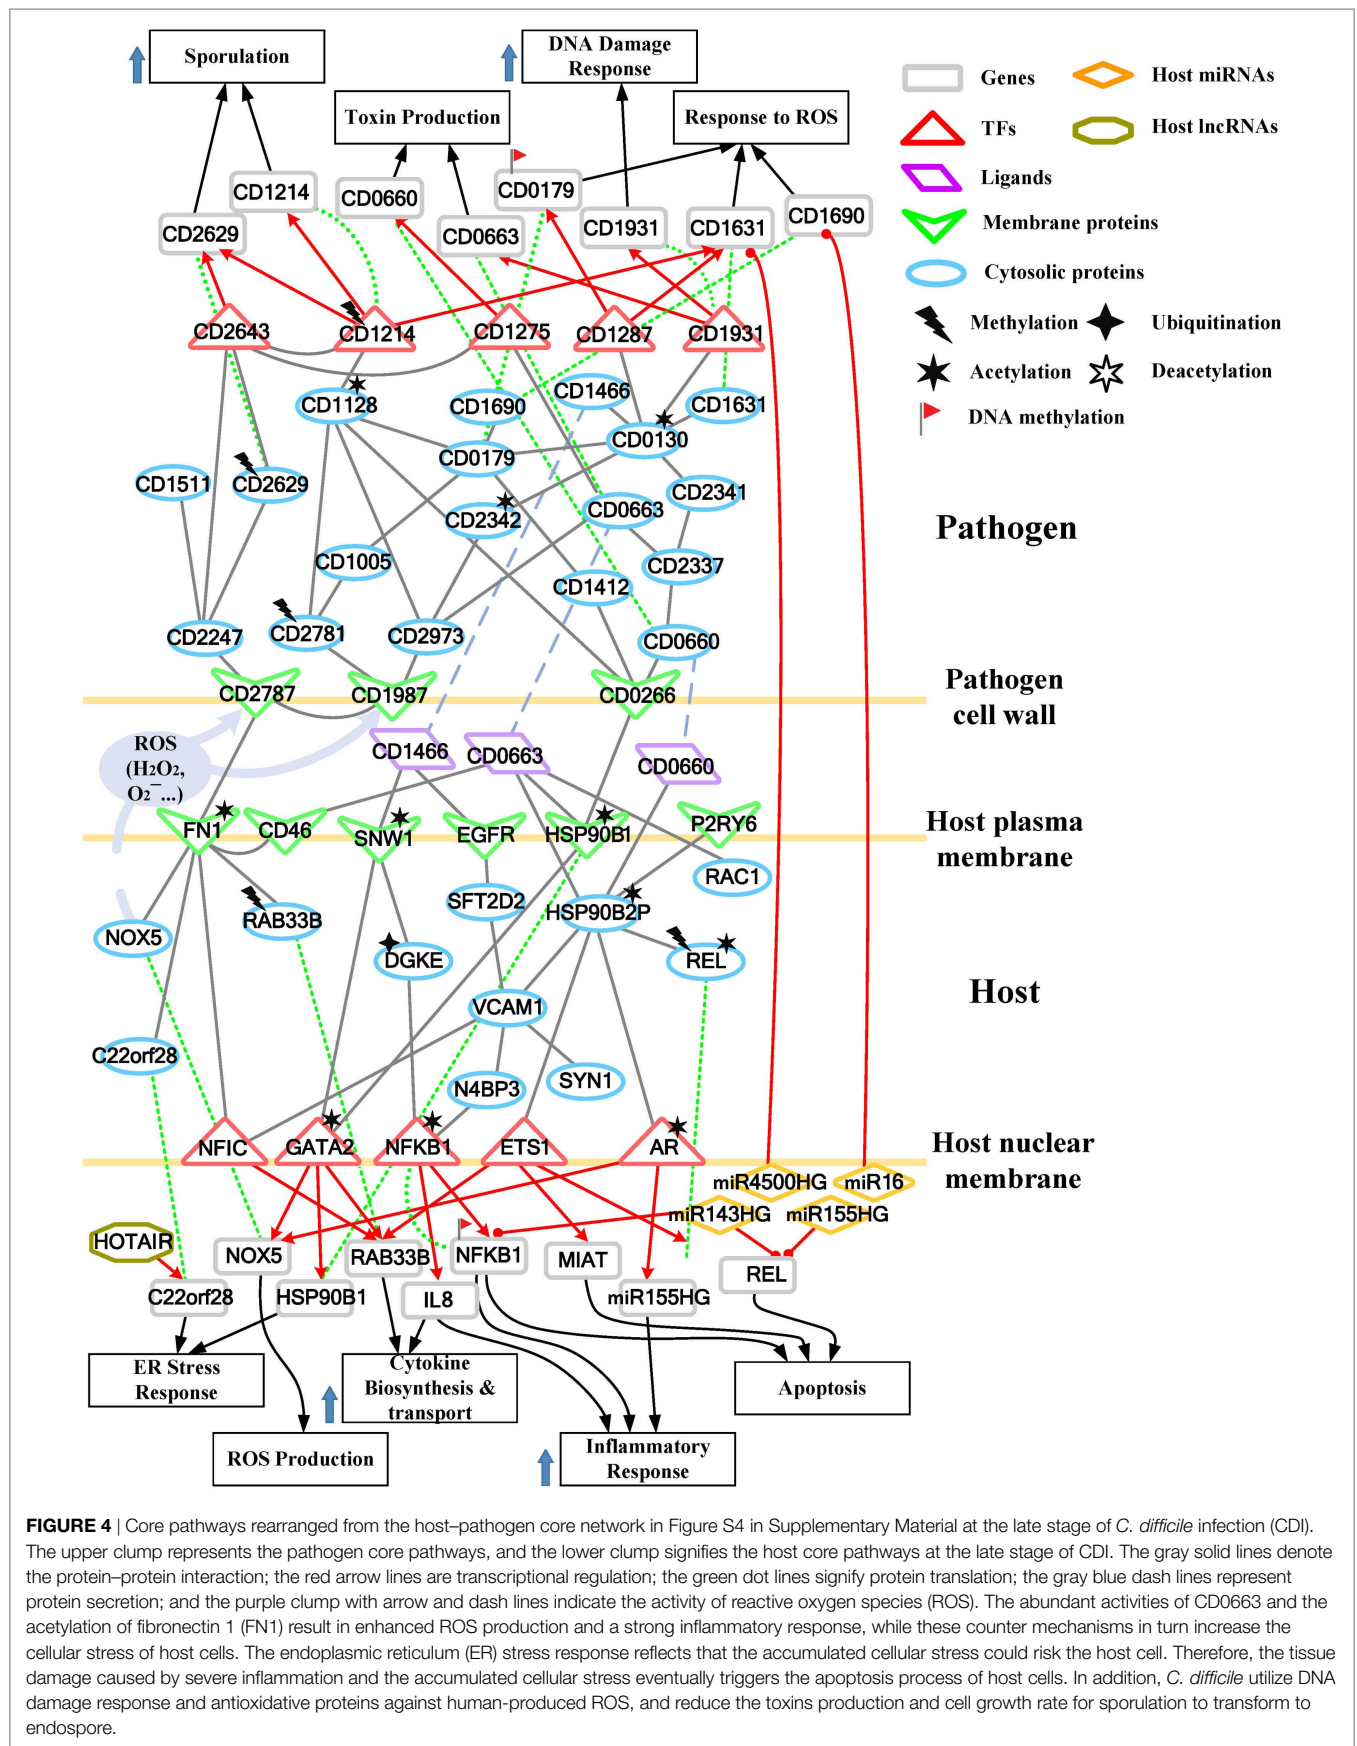 Sporulation
DNA Damage
Response
Toxin Production
Response to ROS
Genes
Host miRNAs
TFs
Host lncRNAs
Ligands
Membrane proteins
Cytosolic proteins
Methylation
Ubiquitination
Acetylation
Deacetylation
DNA methylation
CD1214
CD0660
CD0179
CD2629
CD0663
CD1931
CD1631
CD1690
CD2643
CD1214
CD1275
CD1287
CD1931
CD1128
CD1690
CD1466
CD1631
CD0130
CD0179
CD1511
CD2629
CD2342
CD0663
CD2341
CD1005
CD1412
CD2337
CD2247
CD2781
CD2973
CD0660
Pathogen
CD2787
CD1987
CD0266
Pathogen
cell wall
ROS
(H2O2,
O2¯...)
CD1466
CD0663
CD0660
FN1
CD46
SNW1
EGFR
HSP90B1
P2RY6
Host plasma
membrane
RAC1
SFT2D2
HSP90B2P
NOX5
RAB33B
DGKE
REL
Host
VCAM1
C22orf28
N4BP3
SYN1
NFIC
GATA2
NFKB1
ETS1
AR
Host nuclear
membrane
miR4500HG
miR16
miR143HG
miR155HG
HOTAIR
NOX5
RAB33B
NFKB1
MIAT
REL
C22orf28
HSP90B1
IL8
miR155HG
ER Stress
Response
Cytokine
Biosynthesis &
transport
Apoptosis
ROS Production
Inflammatory
Response
FIGURE 4 | Core pathways rearranged from the host–pathogen core network in Figure S4 in Supplementary Material at the late stage of C. difficile infection (CDI).
The upper clump represents the pathogen core pathways, and the lower clump signifies the host core pathways at the late stage of CDI. The gray solid lines denote
the protein–protein interaction; the red arrow lines are transcriptional regulation; the green dot lines signify protein translation; the gray blue dash lines represent
protein secretion; and the purple clump with arrow and dash lines indicate the activity of reactive oxygen species (ROS). The abundant activities of CD0663 and the
acetylation of fibronectin 1 (FN1) result in enhanced ROS production and a strong inflammatory response, while these counter mechanisms in turn increase the
cellular stress of host cells. The endoplasmic reticulum (ER) stress response reflects that the accumulated cellular stress could risk the host cell. Therefore, the tissue
damage caused by severe inflammation and the accumulated cellular stress eventually triggers the apoptosis process of host cells. In addition, C. difficile utilize DNA
damage response and antioxidative proteins against human-produced ROS, and reduce the toxins production and cell growth rate for sporulation to transform to
endospore.